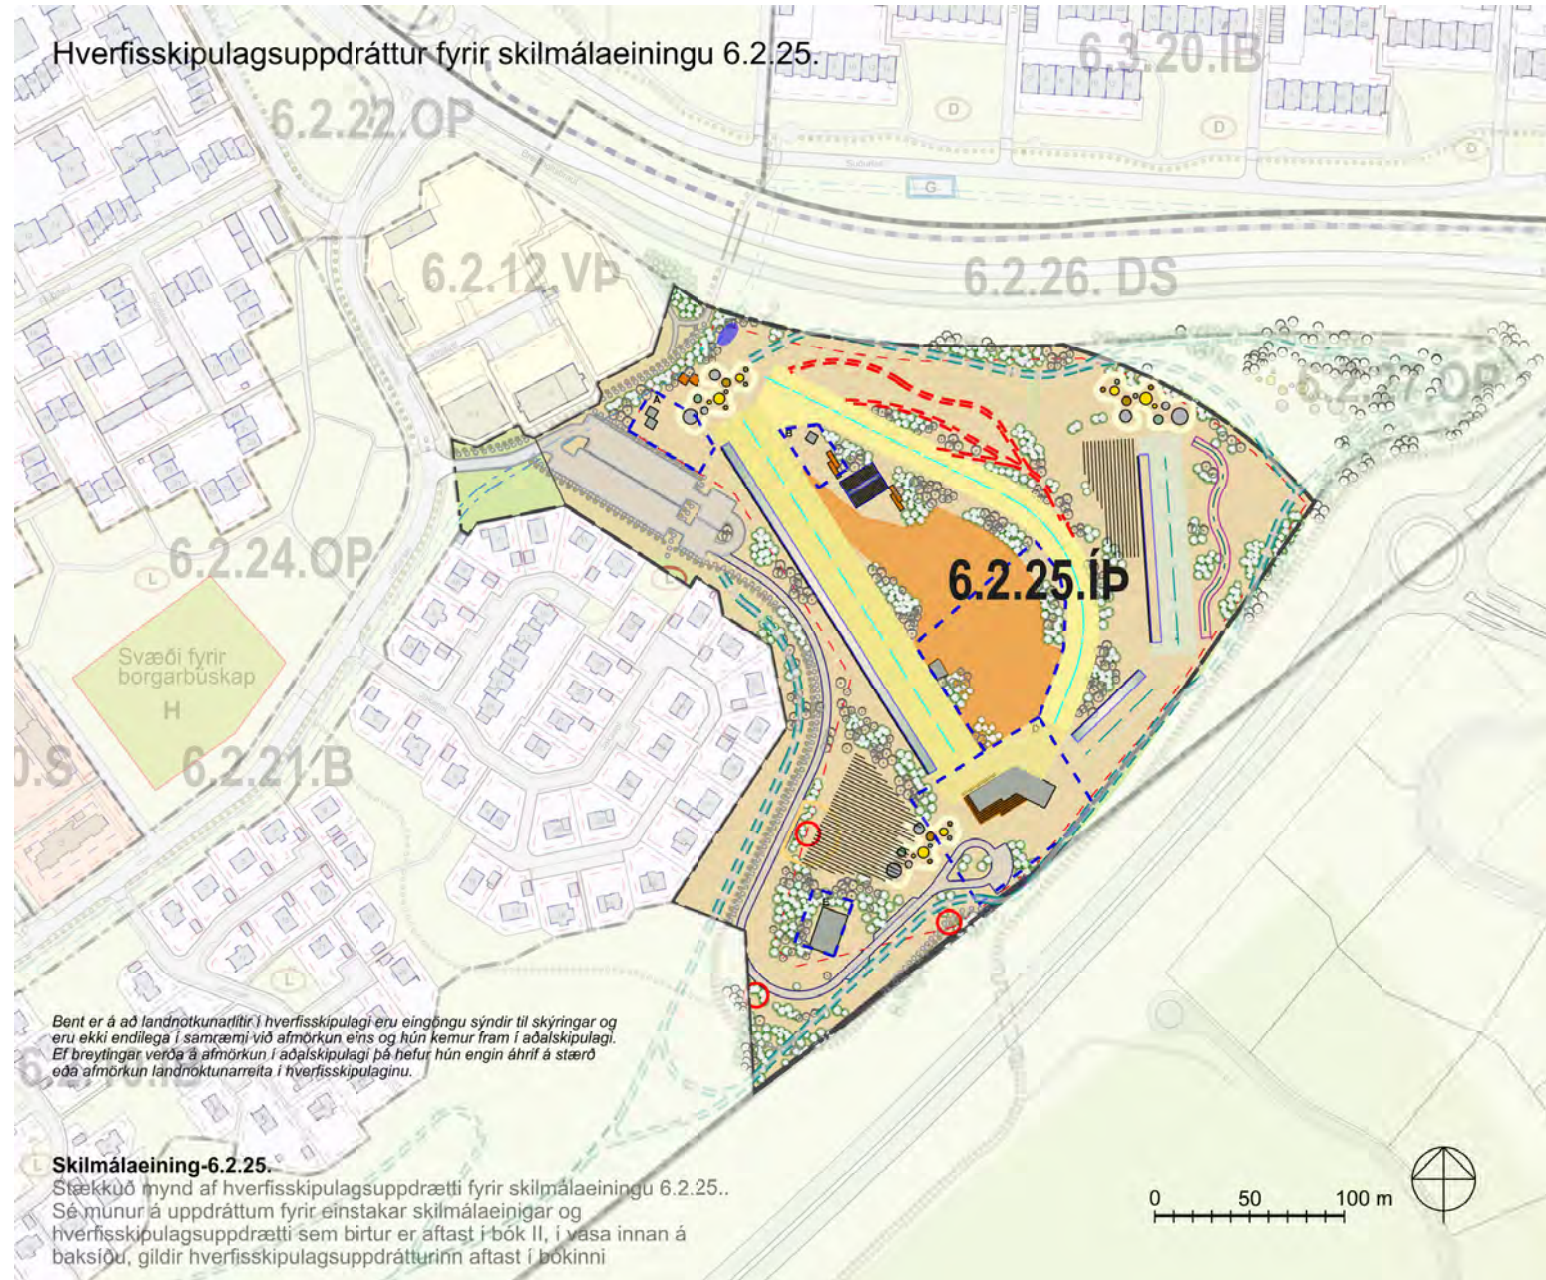 Hverfisskipulagsuppdráttur fyrir skilmálaeiningu 6.2.25.
6.3.20.ÍB
6.2.22.OP
D
D
D
G
6.2.12.VÞ
6.2.26. DS
6.2.25.ÍÞ
6.2.24.OP
L
L
Svæði fyrir
borgarbúskap
H
6.2.21.B
L
Bent er á að landnotkunarlitir í hverfisskipulagi eru eingöngu sýndir til skýringar og
eru ekki endilega í samræmi við afmörkun eins og hún kemur fram í aðalskipulagi.
Ef breytingar verða á afmörkun í aðalskipulagi þá hefur hún engin áhrif á stærð
eða afmörkun landnoktunarreita í hverfisskipulaginu.
L
Skilmálaeining-6.2.25.
Stækkuð mynd af hverfisskipulagsuppdrætti fyrir skilmálaeiningu 6.2.25..
Sé munur á uppdráttum fyrir einstakar skilmálaeinigar og
hverfisskipulagsuppdrætti sem birtur er aftast í bók II, í vasa innan á
baksíðu, gildir hverfisskipulagsuppdrátturinn aftast í bókinni
0 50 100 m